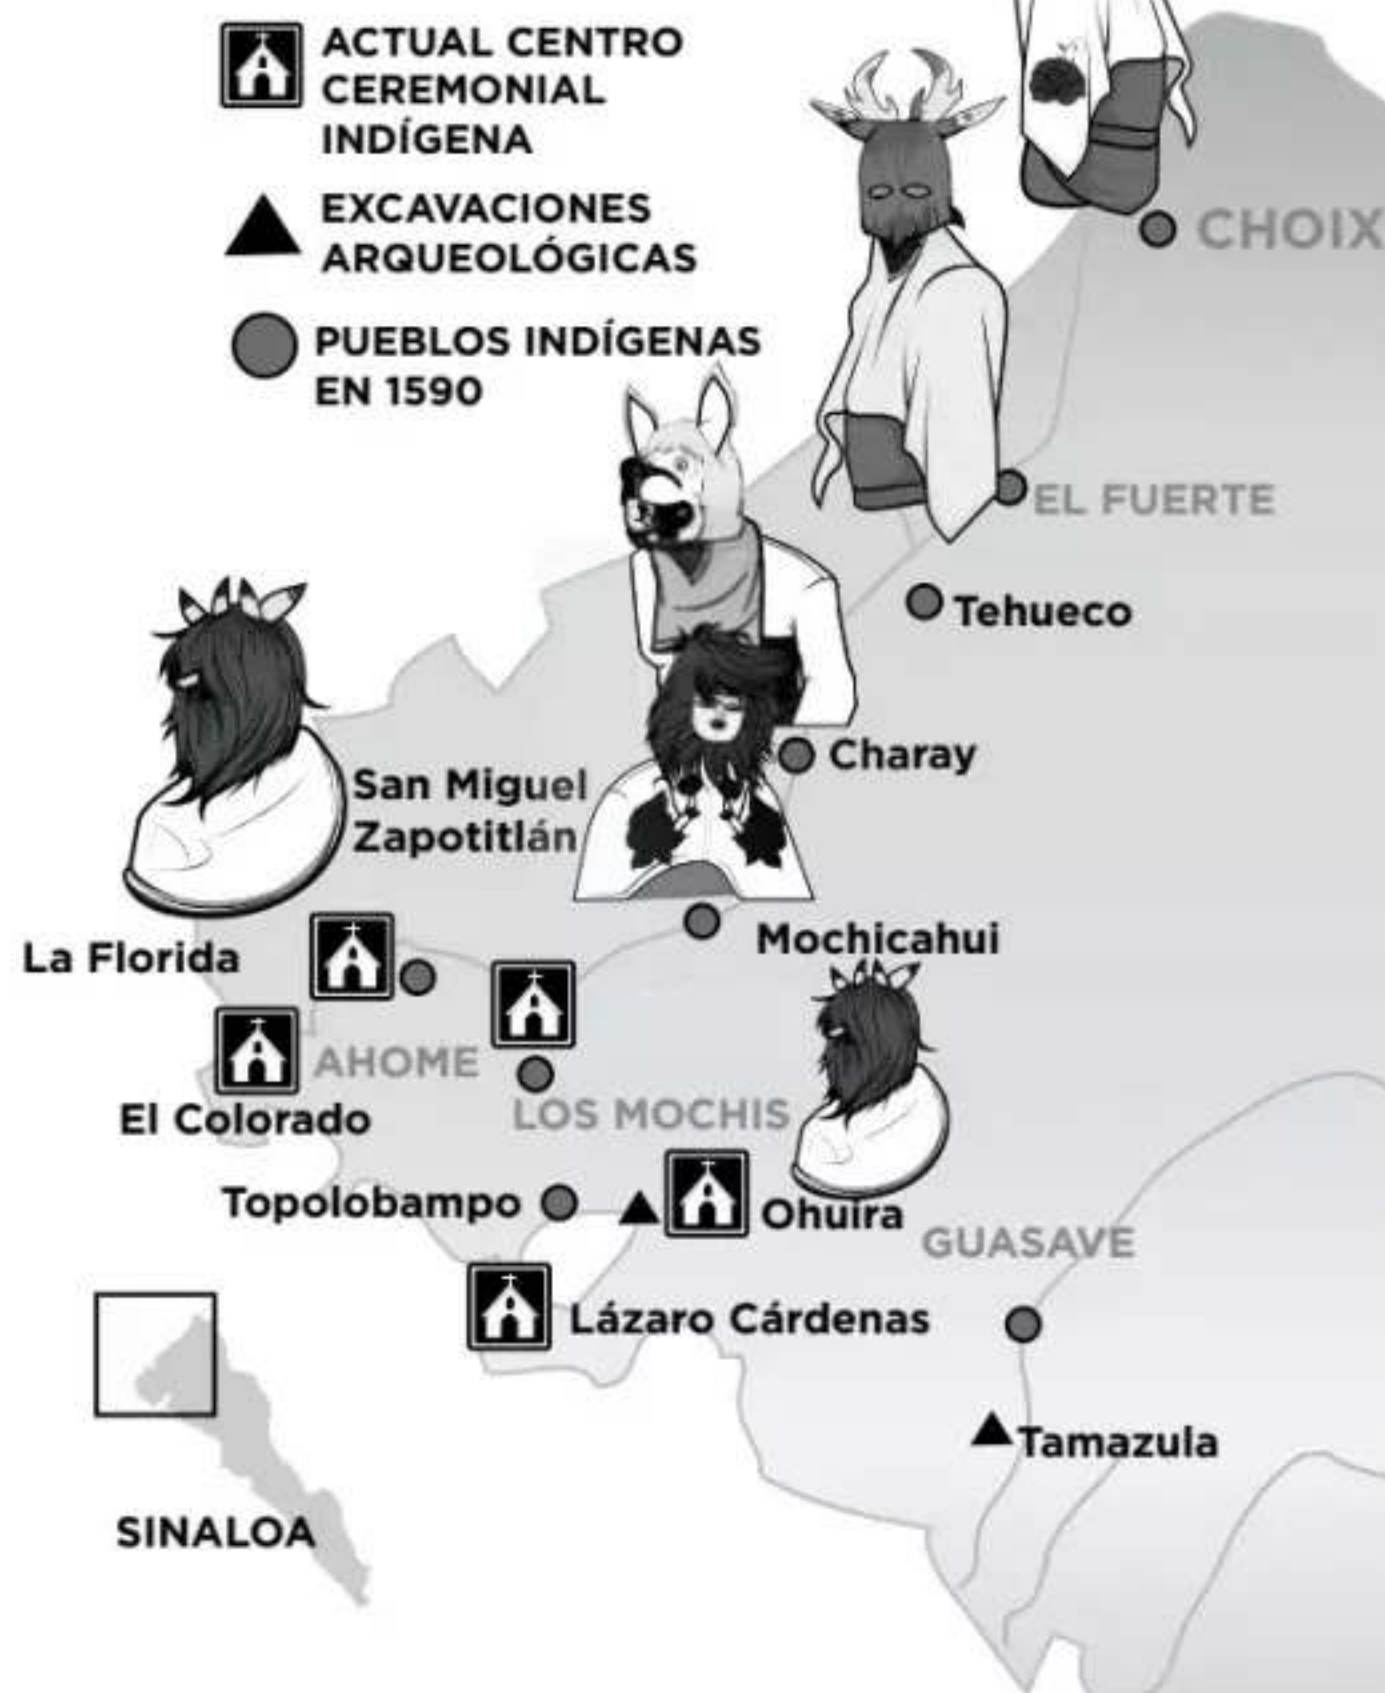 ACTUAL CENTRO
CEREMONIAL
INDÍGENA
EXCAVACIONES
ARQUEOLÓGICAS
PUEBLOS INDÍGENAS
EN 1590
CHOIX
EL FUERTE
Tehueco
Charay
San Miguel
Zapotitlán
Mochicahui
La Florida
AHOME
El Colorado
LOS MOCHIS
Topolobampo
Ohuira
GUASAVE
Lázaro Cárdenas
Tamazula
SINALOA